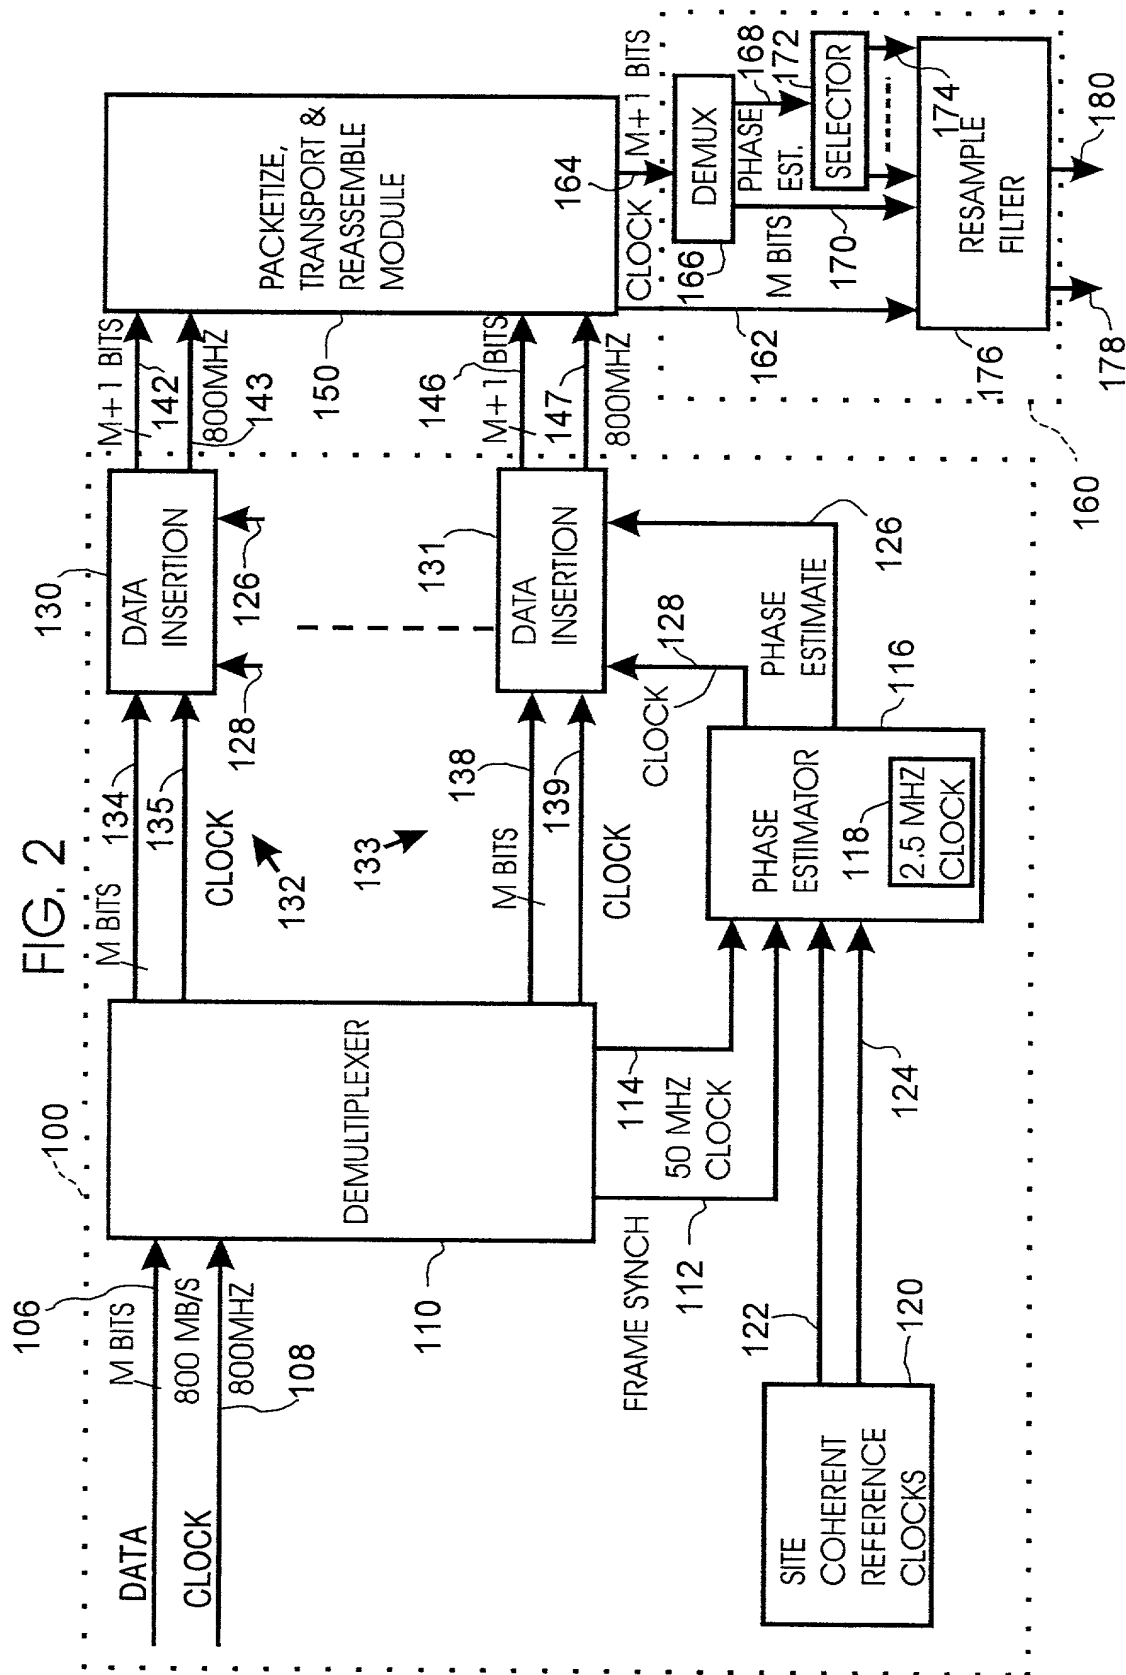 FIG. 2
100
106
M BITS
DATA
800 MB/S
CLOCK
800MHZ
108
110
DEMULTIPLEXER
M BITS
134
135
CLOCK
132
133
M BITS
138
139
CLOCK
130
DATA
INSERTION
128
126
131
DATA
INSERTION
M+1 BITS
142
800MHZ
143
146
M+1 BITS
147
800MHZ
150
PACKETIZE,
TRANSPORT &
REASSEMBLE
MODULE
FRAME SYNCH
112
114
50 MHZ
CLOCK
SITE
COHERENT
REFERENCE
CLOCKS
120
122
124
PHASE
ESTIMATOR
116
118
2.5 MHZ
CLOCK
CLOCK
128
PHASE
ESTIMATE
126
160
CLOCK
162
164
M+1 BITS
166
DEMUX
M BITS
170
PHASE
EST.
168
172
SELECTOR
174
RESAMPLE
FILTER
176
178
180